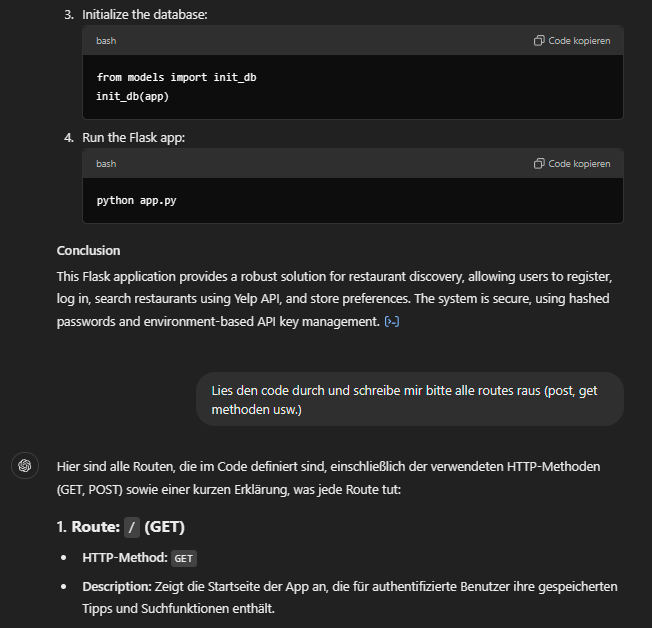 3. Initialize the database:
bash
Code kopieren
from models import init_db
init_db(app)
4. Run the Flask app:
bash
Code kopieren
python app.py
Conclusion
This Flask application provides a robust solution for restaurant discovery, allowing users to register,
log in, search restaurants using Yelp API, and store preferences. The system is secure, using hashed
passwords and environment-based API key management. [>-]
Lies den code durch und schreibe mir bitte alle routes raus (post, get
methoden usw.)
Hier sind alle Routen, die im Code definiert sind, einschließlich der verwendeten HTTP-Methoden
(GET, POST) sowie einer kurzen Erklärung, was jede Route tut:
1. Route: / (GET)
• HTTP-Method: GET
• Description: Zeigt die Startseite der App an, die für authentifizierte Benutzer ihre gespeicherten
Tipps und Suchfunktionen enthält.